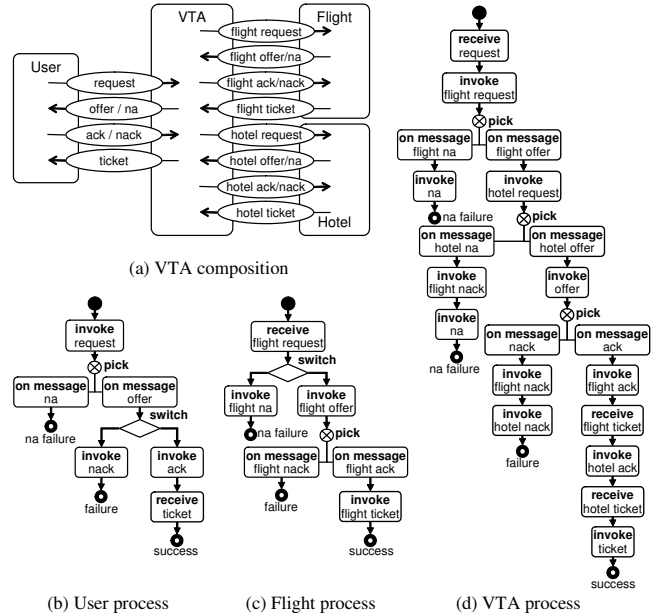 User
VTA
Flight
Hotel
request
offer / na
ack / nack
ticket
flight request
flight offer/na
flight ack/nack
flight ticket
hotel request
hotel offer/na
hotel ack/nack
hotel ticket
(a) VTA composition
invoke
request
pick
on message
na
on message
offer
na failure
switch
invoke
nack
invoke
ack
failure
receive
ticket
success
(b) User process
receive
flight request
switch
invoke
flight na
invoke
flight offer
na failure
pick
on message
flight nack
on message
flight ack
failure
invoke
flight ticket
success
(c) Flight process
receive
request
invoke
flight request
pick
on message
flight na
on message
flight offer
invoke
na
invoke
hotel request
na failure
pick
on message
hotel na
on message
hotel offer
invoke
flight nack
invoke
offer
invoke
na
pick
na failure
on message
nack
on message
ack
invoke
flight nack
invoke
flight ack
invoke
hotel nack
receive
flight ticket
failure
invoke
hotel ack
receive
hotel ticket
invoke
ticket
success
(d) VTA process